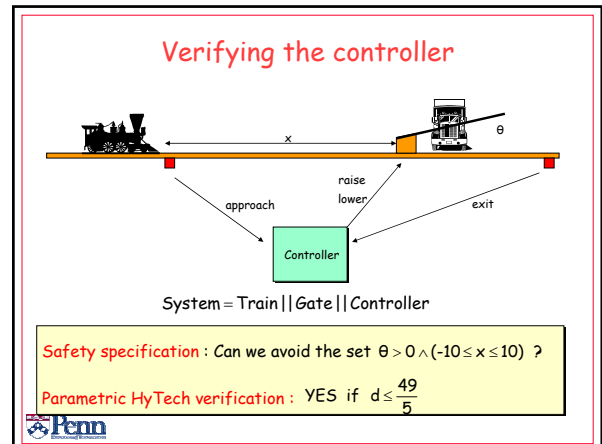 Verifying the controller
x
θ
approach
raise
lower
exit
Controller
System = Train || Gate || Controller
Safety specification : Can we avoid the set θ > 0 ∧ (-10 ≤ x ≤ 10) ?
Parametric HyTech verification : YES if d ≤ 49/5
Penn